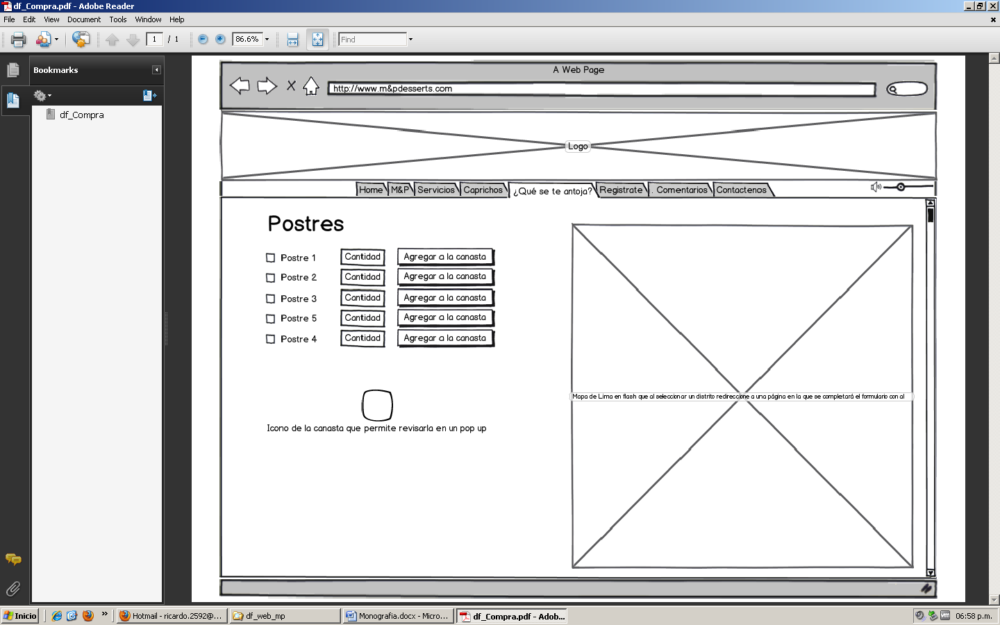 df_Compra.pdf - Adobe Reader
File Edit View Document Tools Window Help
1 / 1 86.6% Find
Bookmarks
df_Compra
A Web Page
X
http://www.m&pdesserts.com
Logo
Home M&P Servicios Caprichos ¿Qué se te antoja? Registrate . Comentarios Contactenos
Postres
Postre 1 Cantidad Agregar a la canasta
Postre 2 Cantidad Agregar a la canasta
Postre 3 Cantidad Agregar a la canasta
Postre 5 Cantidad Agregar a la canasta
Postre 4 Cantidad Agregar a la canasta
Icono de la canasta que permite revisarla en un pop up
Mapa de Lima en flash que al seleccionar un distrito redireccione a una página en la que se completará el formulario con al
Inicio » Hotmail - ricardo.2592@... df_web_mp Monografia.docx - Micro... df_Compra.pdf - Adob... vm 06:58 p.m.